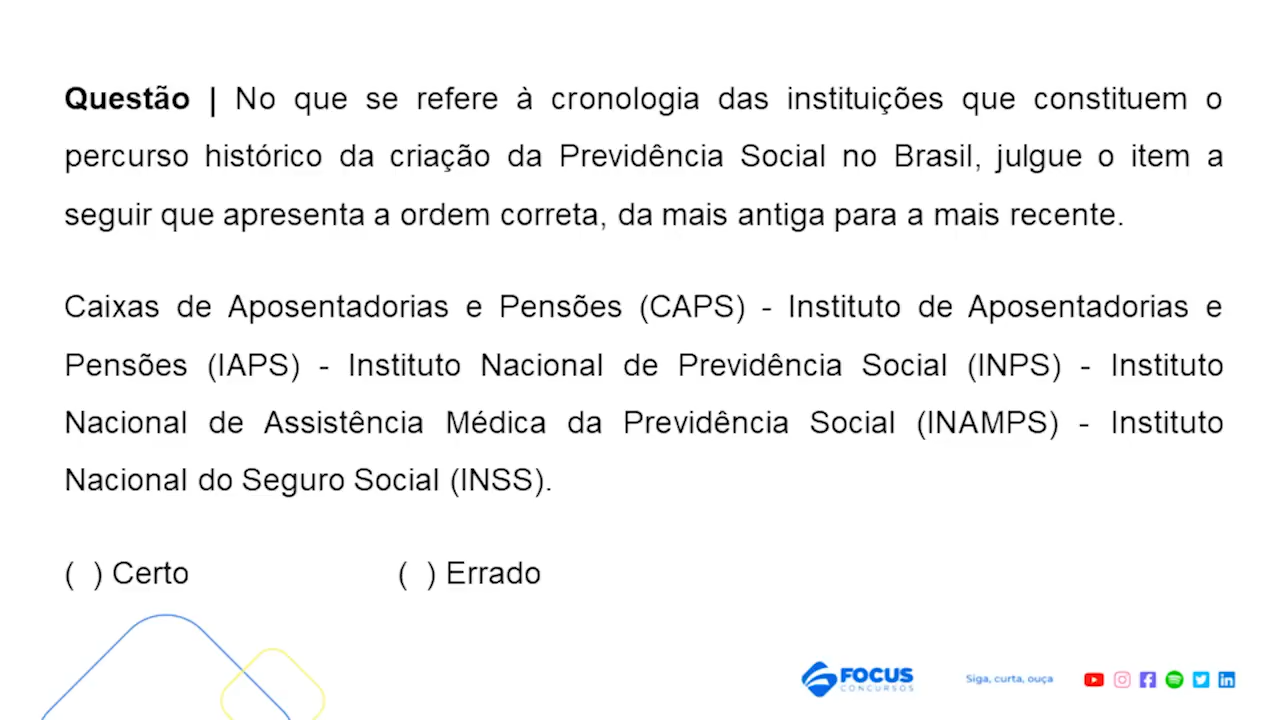 Questão | No que se refere à cronologia das instituições que constituem o
percurso histórico da criação da Previdência Social no Brasil, julgue o item a
seguir que apresenta a ordem correta, da mais antiga para a mais recente.
Caixas de Aposentadorias e Pensões (CAPS) - Instituto de Aposentadorias e
Pensões (IAPS) - Instituto Nacional de Previdência Social (INPS) - Instituto
Nacional de Assistência Médica da Previdência Social (INAMPS) - Instituto
Nacional do Seguro Social (INSS).
( ) Certo ( ) Errado
FOCUS
CONCURSOS
Siga, curta, ouça